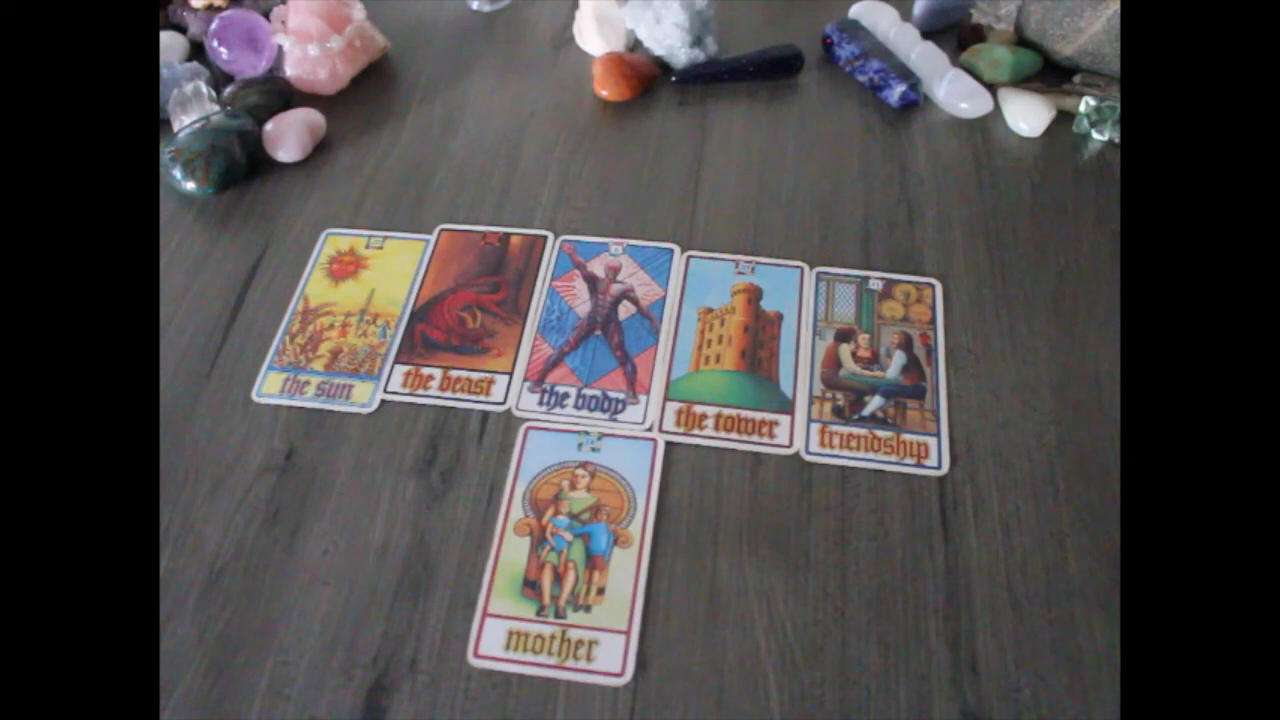 the sun
the beast
the body
the tower
friendship
mother